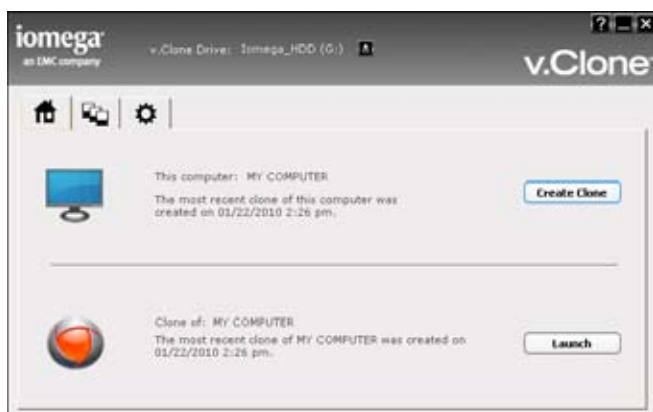 iomega
an EMC company
v.Clone Drive: Iomega_HDD (G:)
? _ x
v.Clone
This computer: MY COMPUTER
The most recent clone of this computer was
created on 01/22/2010 2:26 pm.
Create Clone
Clone of: MY COMPUTER
The most recent clone of MY COMPUTER was created on
01/22/2010 2:26 pm.
Launch